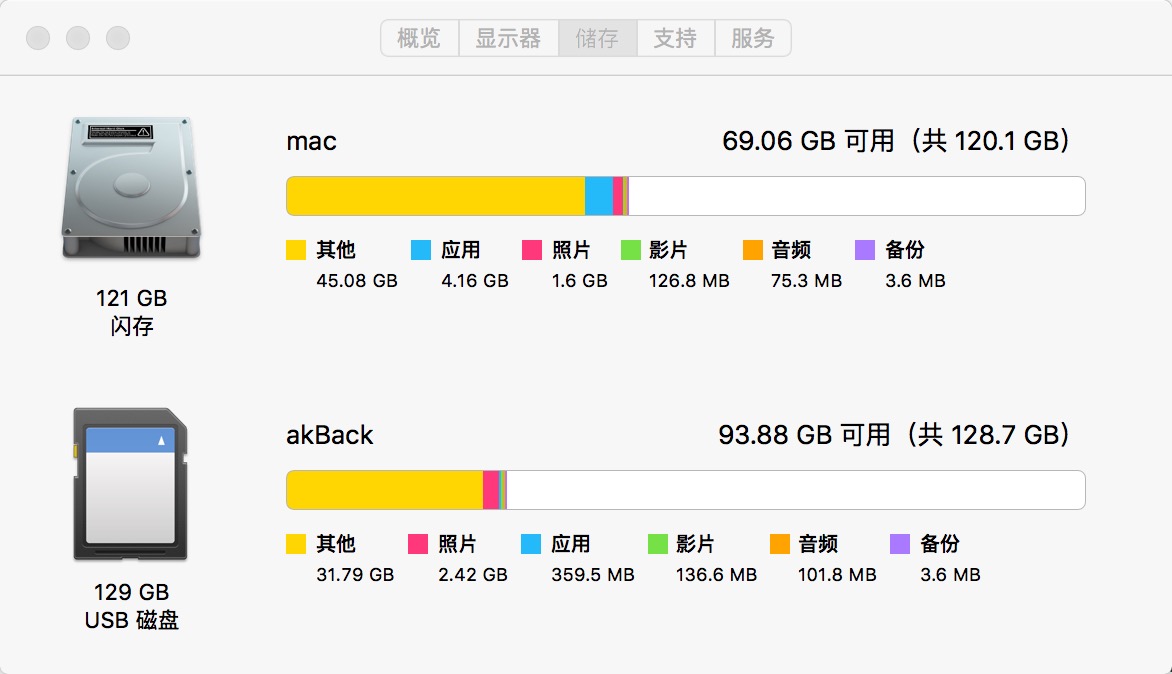 概览 显示器 储存 支持 服务
mac
69.06 GB 可用（共 120.1 GB）
其他 应用 照片 影片 音频 备份
45.08 GB 4.16 GB 1.6 GB 126.8 MB 75.3 MB 3.6 MB
121 GB
闪存
akBack
93.88 GB 可用（共 128.7 GB）
其他 照片 应用 影片 音频 备份
31.79 GB 2.42 GB 359.5 MB 136.6 MB 101.8 MB 3.6 MB
129 GB
USB 磁盘